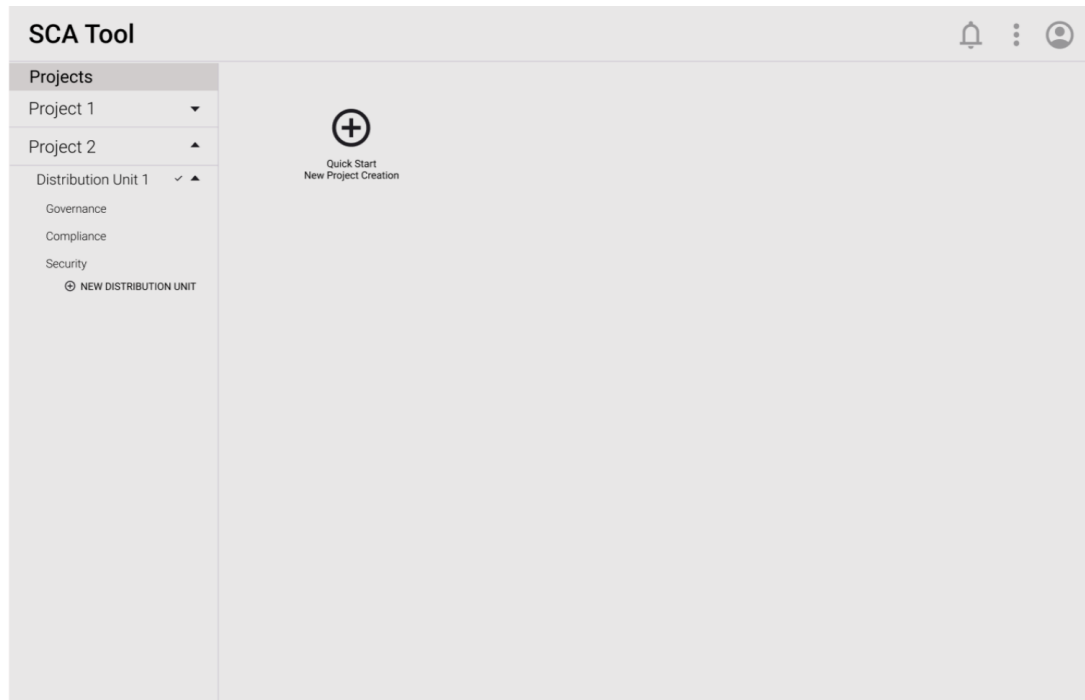 SCA Tool
Projects
Project 1
Project 2
Distribution Unit 1
Governance
Compliance
Security
NEW DISTRIBUTION UNIT
Quick Start
New Project Creation